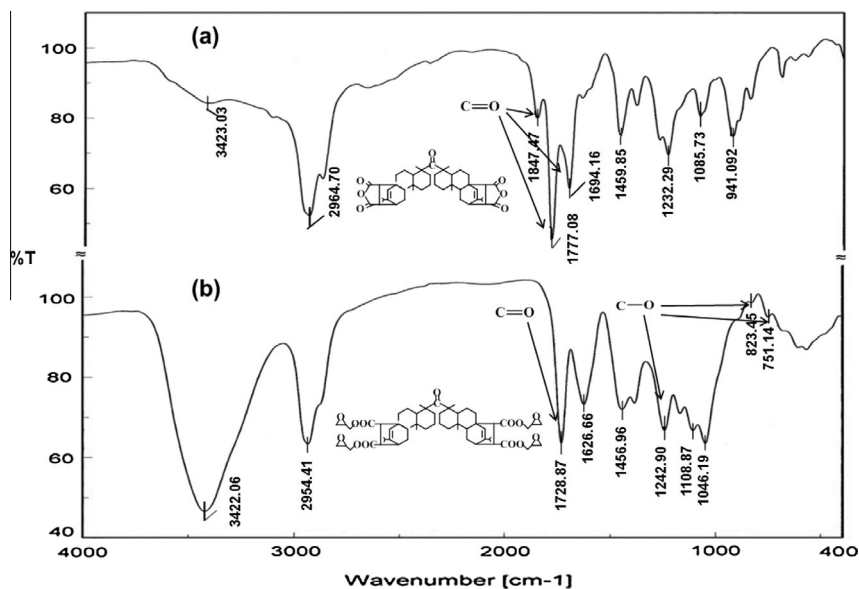 (a)
100
80
60
%T
3423.03
2964.70
C=O
1847.47
1777.08
1694.16
1459.85
1232.29
1085.73
941.092
O
C
O
O
O
O
O
O
(b)
100
80
60
40
3422.06
2954.41
C=O
1728.87
1626.66
1456.96
C—O
1242.90
1108.87
1046.19
823.45
751.14
O
C
O
OOC
COO
O
O
OOC
COO
O
4000
3000
2000
1000
400
Wavenumber [cm-1]